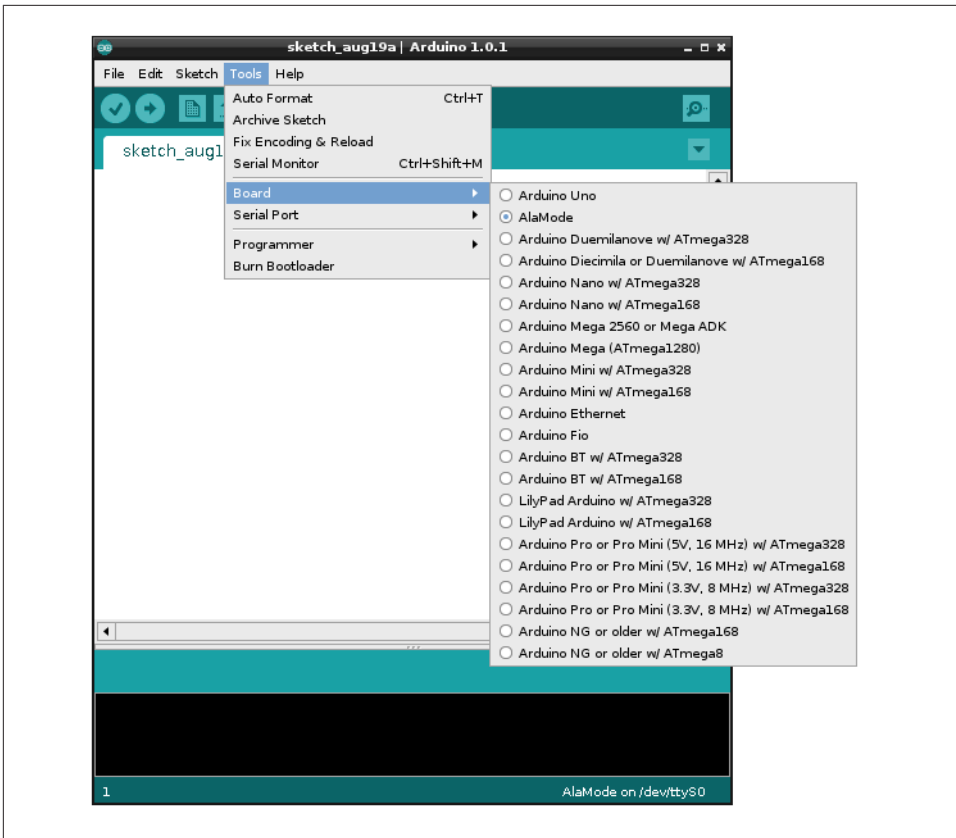 sketch_aug19a | Arduino 1.0.1
File Edit Sketch Tools Help
Auto Format Ctrl+T
Archive Sketch
Fix Encoding & Reload
Serial Monitor Ctrl+Shift+M
Board
Serial Port
Programmer
Burn Bootloader
sketch_aug1
Arduino Uno
AlaMode
Arduino Duemilanove w/ ATmega328
Arduino Diecimila or Duemilanove w/ ATmega168
Arduino Nano w/ ATmega328
Arduino Nano w/ ATmega168
Arduino Mega 2560 or Mega ADK
Arduino Mega (ATmega1280)
Arduino Mini w/ ATmega328
Arduino Mini w/ ATmega168
Arduino Ethernet
Arduino Fio
Arduino BT w/ ATmega328
Arduino BT w/ ATmega168
LilyPad Arduino w/ ATmega328
LilyPad Arduino w/ ATmega168
Arduino Pro or Pro Mini (5V, 16 MHz) w/ ATmega328
Arduino Pro or Pro Mini (5V, 16 MHz) w/ ATmega168
Arduino Pro or Pro Mini (3.3V, 8 MHz) w/ ATmega328
Arduino Pro or Pro Mini (3.3V, 8 MHz) w/ ATmega168
Arduino NG or older w/ ATmega168
Arduino NG or older w/ ATmega8
1 AlaMode on /dev/ttyS0